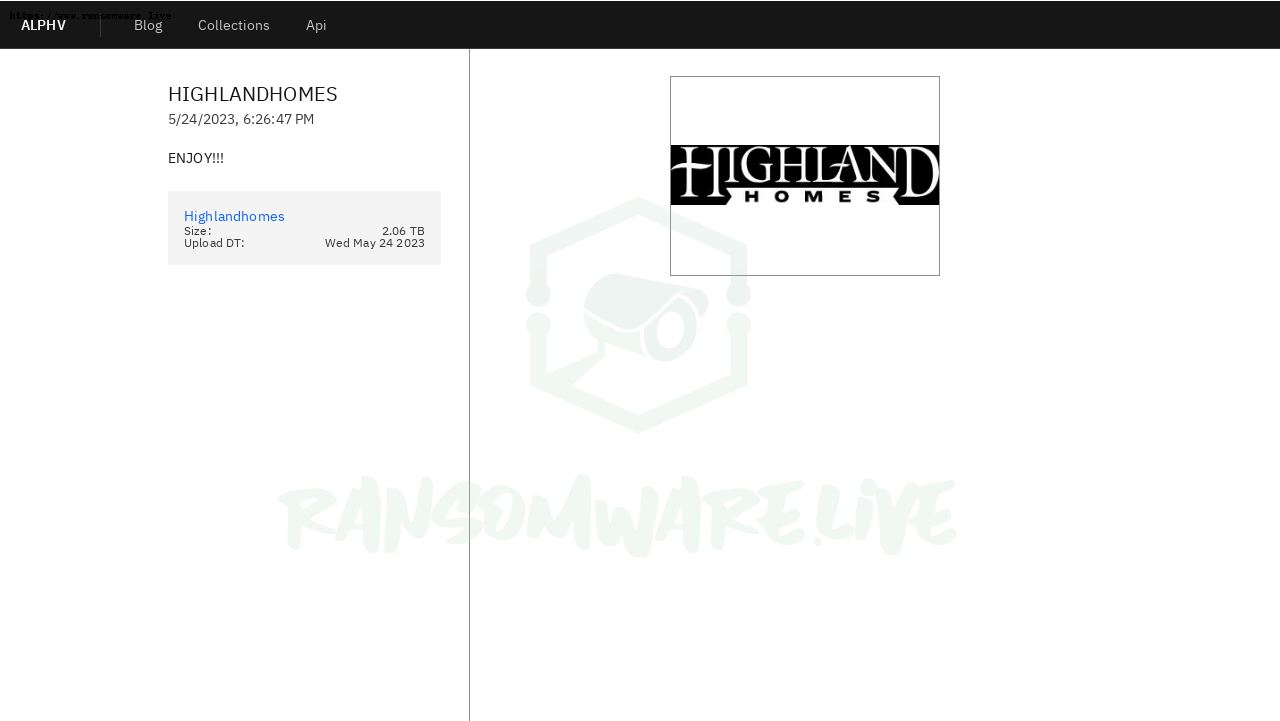 https://www.ransomware.live
ALPHV
Blog
Collections
Api
HIGHLANDHOMES
5/24/2023, 6:26:47 PM
ENJOY!!!
Highlandhomes
Size: 2.06 TB
Upload DT: Wed May 24 2023
HIGHLAND
HOMES
RANSOMWARE.LIVE